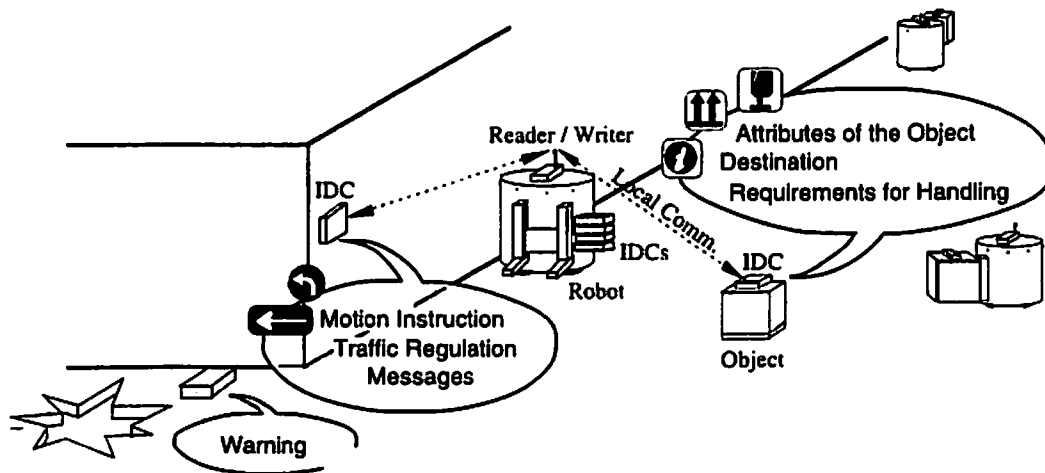 Reader / Writer
Attributes of the Object
Destination
Requirements for Handling
IDC
Local Comm.
IDCs
IDC
Robot
Motion Instruction
Traffic Regulation
Messages
Object
Warning